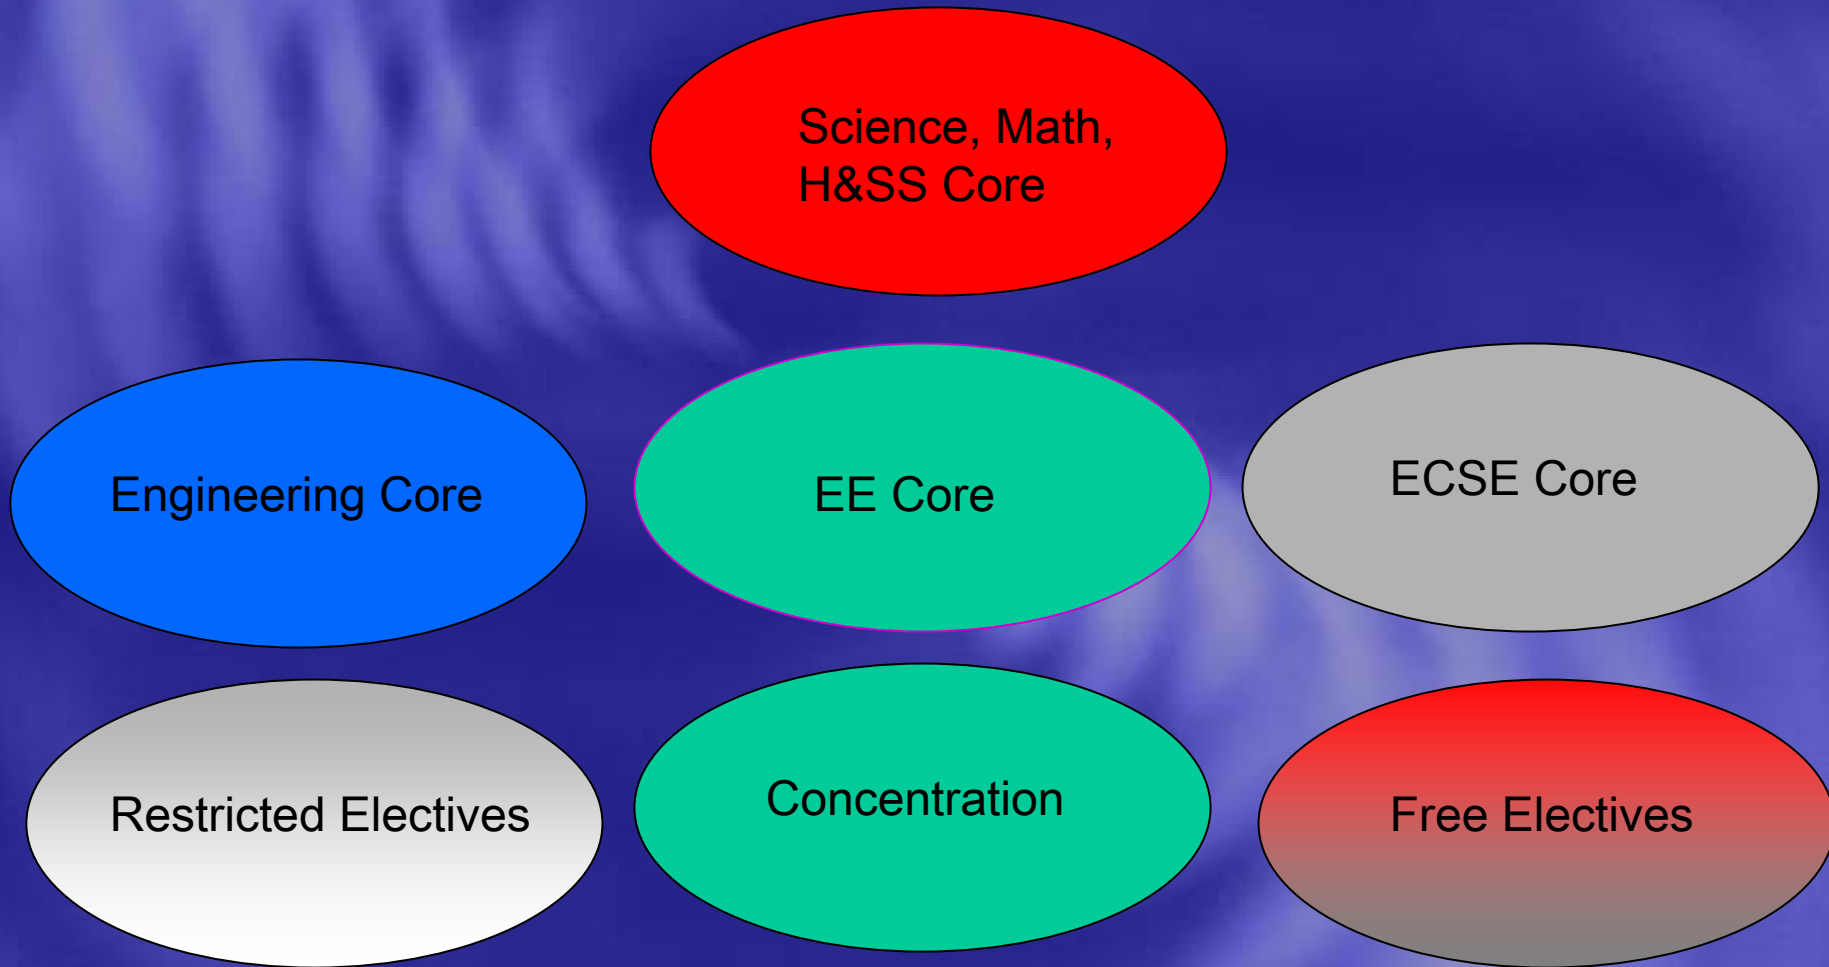 Science, Math,
H&SS Core
Engineering Core
EE Core
ECSE Core
Restricted Electives
Concentration
Free Electives